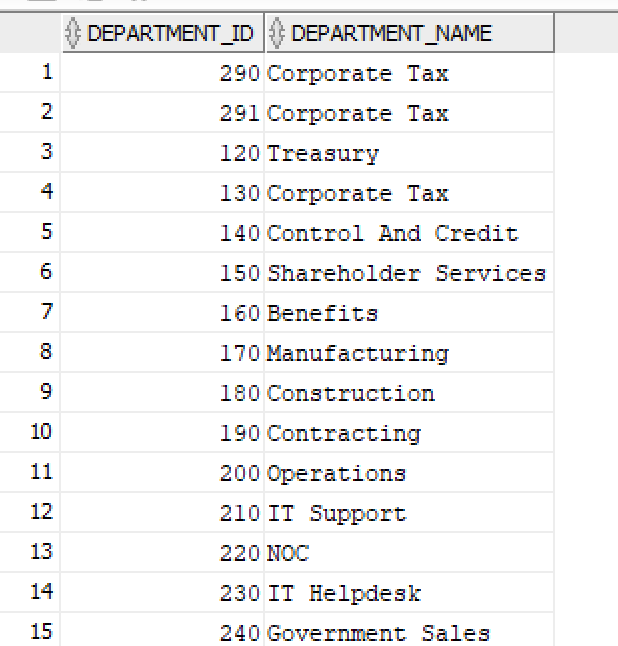 DEPARTMENT_ID DEPARTMENT_NAME
1 290 Corporate Tax
2 291 Corporate Tax
3 120 Treasury
4 130 Corporate Tax
5 140 Control And Credit
6 150 Shareholder Services
7 160 Benefits
8 170 Manufacturing
9 180 Construction
10 190 Contracting
11 200 Operations
12 210 IT Support
13 220 NOC
14 230 IT Helpdesk
15 240 Government Sales